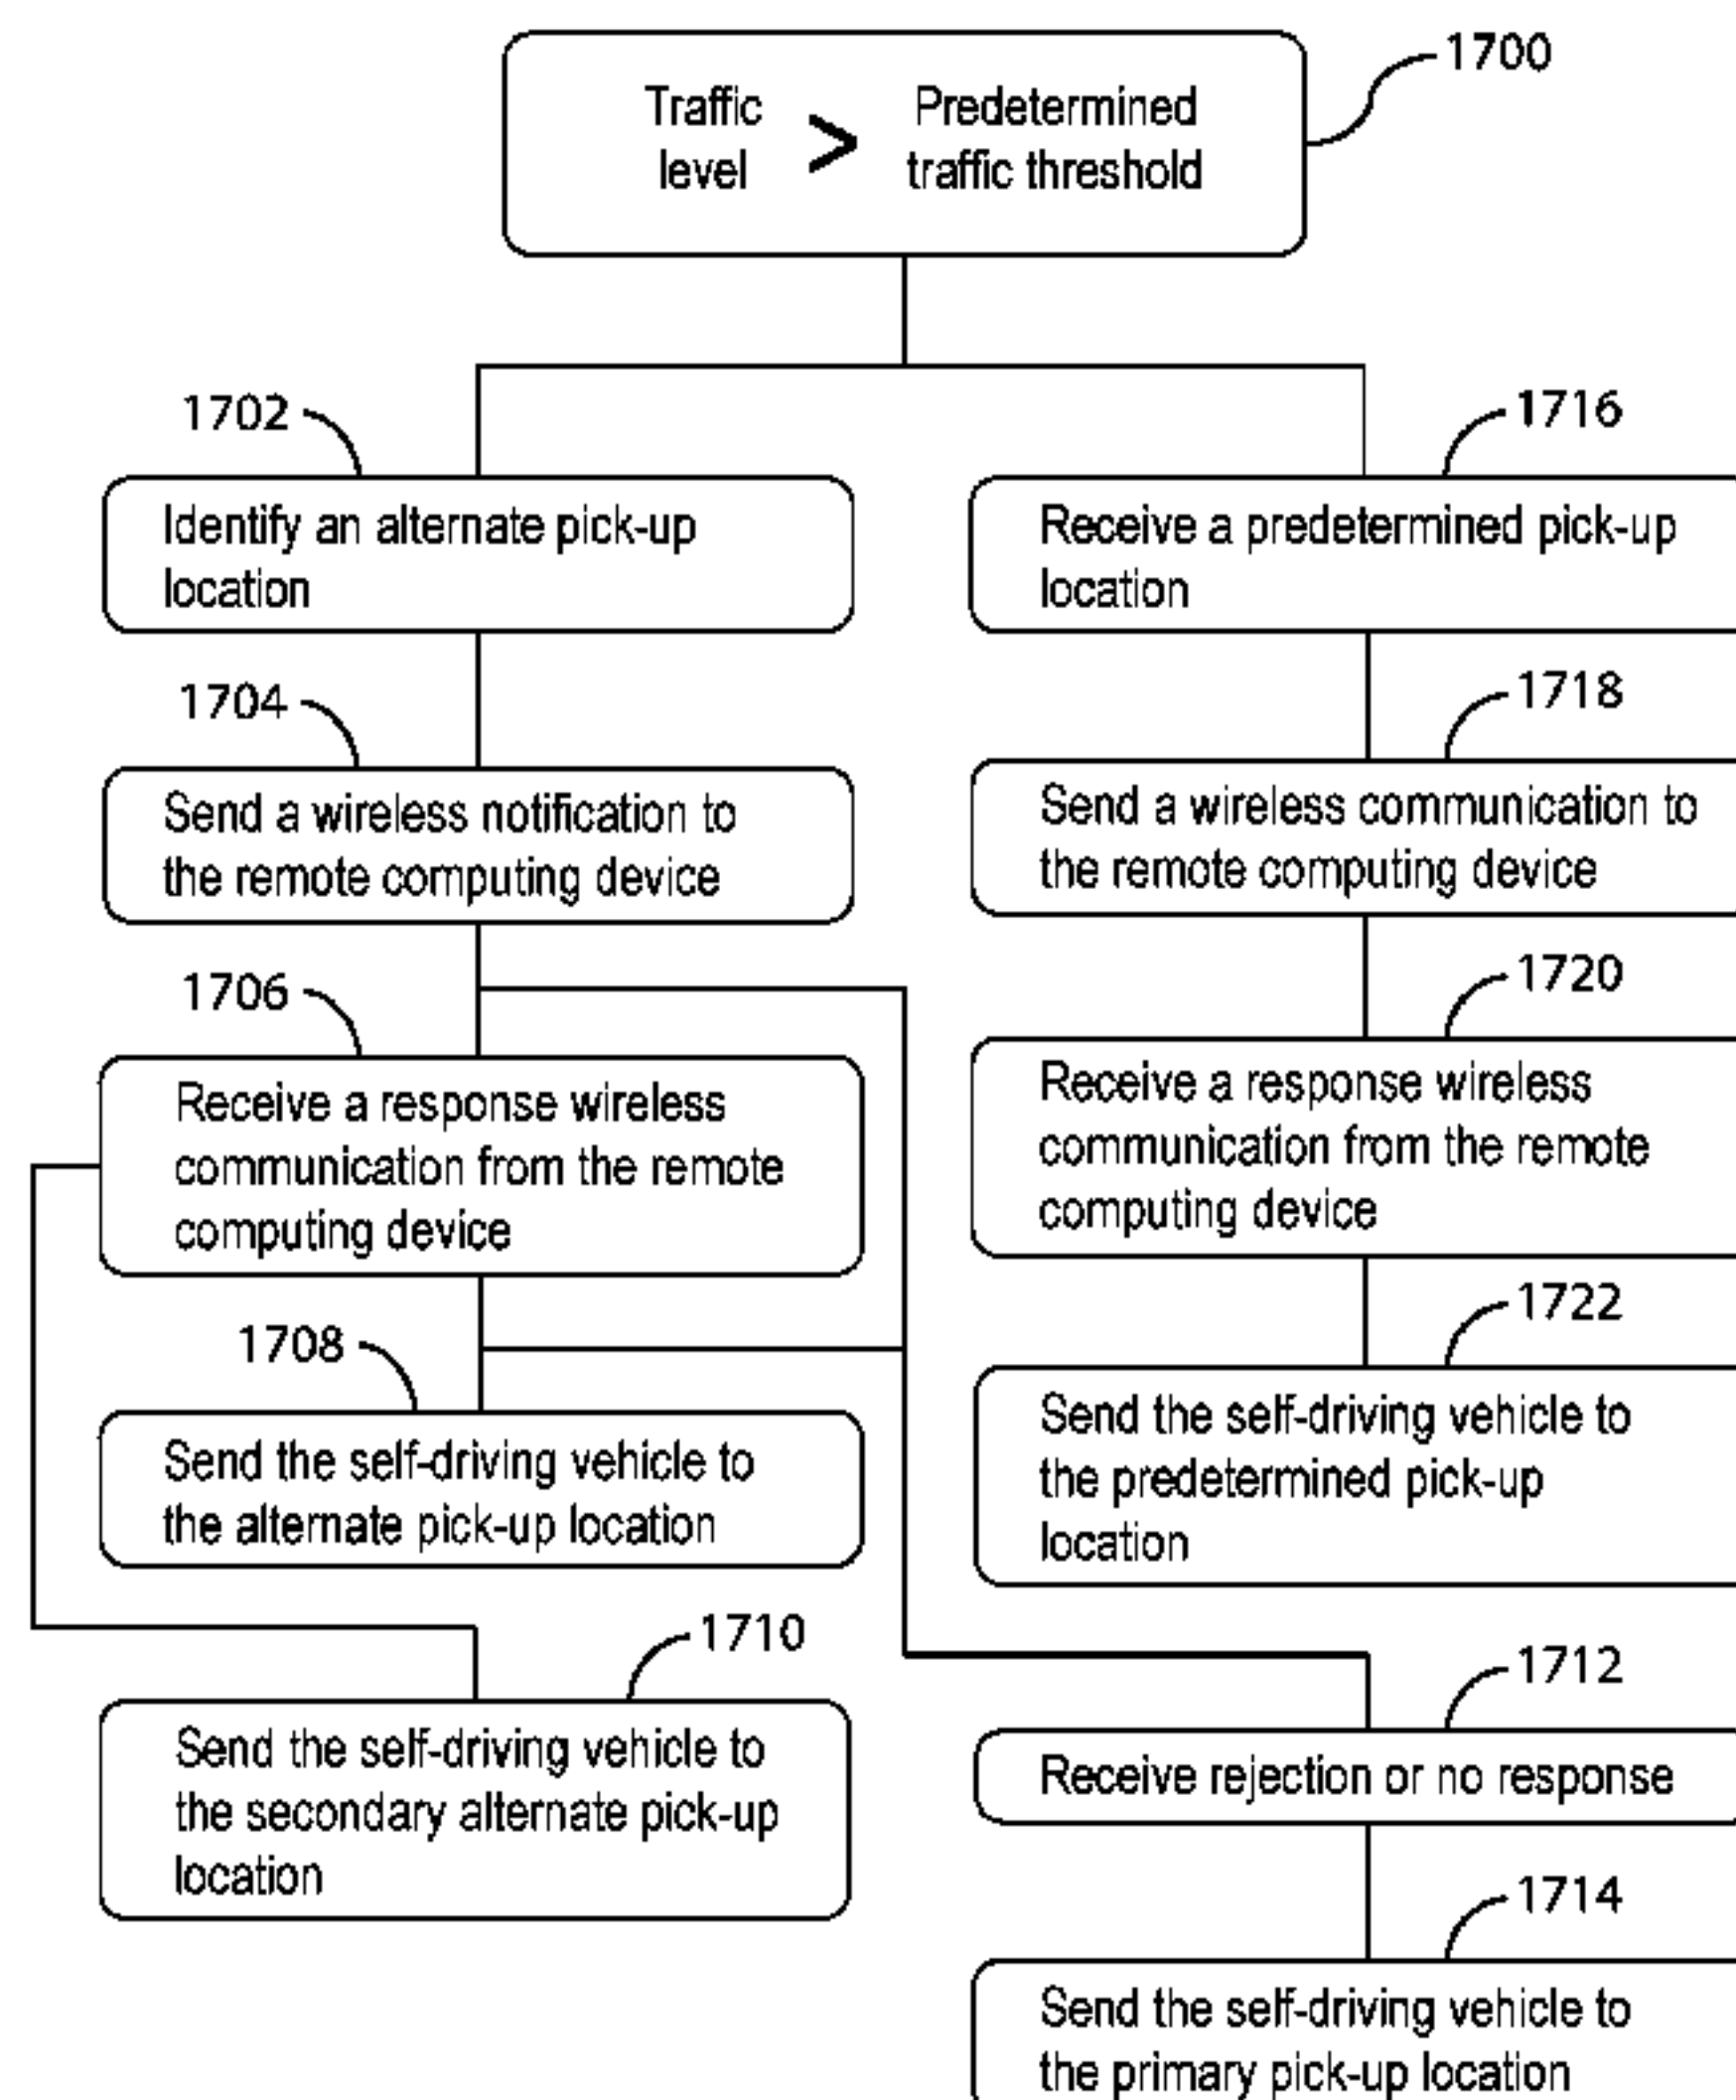 1700
Traffic
level
>
Predetermined
traffic threshold
1702
Identify an alternate pick-up
location
1704
Send a wireless notification to
the remote computing device
1706
Receive a response wireless
communication from the remote
computing device
1708
Send the self-driving vehicle to
the alternate pick-up location
1710
Send the self-driving vehicle to
the secondary alternate pick-up
location
1716
Receive a predetermined pick-up
location
1718
Send a wireless communication to
the remote computing device
1720
Receive a response wireless
communication from the remote
computing device
1722
Send the self-driving vehicle to
the predetermined pick-up
location
1712
Receive rejection or no response
1714
Send the self-driving vehicle to
the primary pick-up location